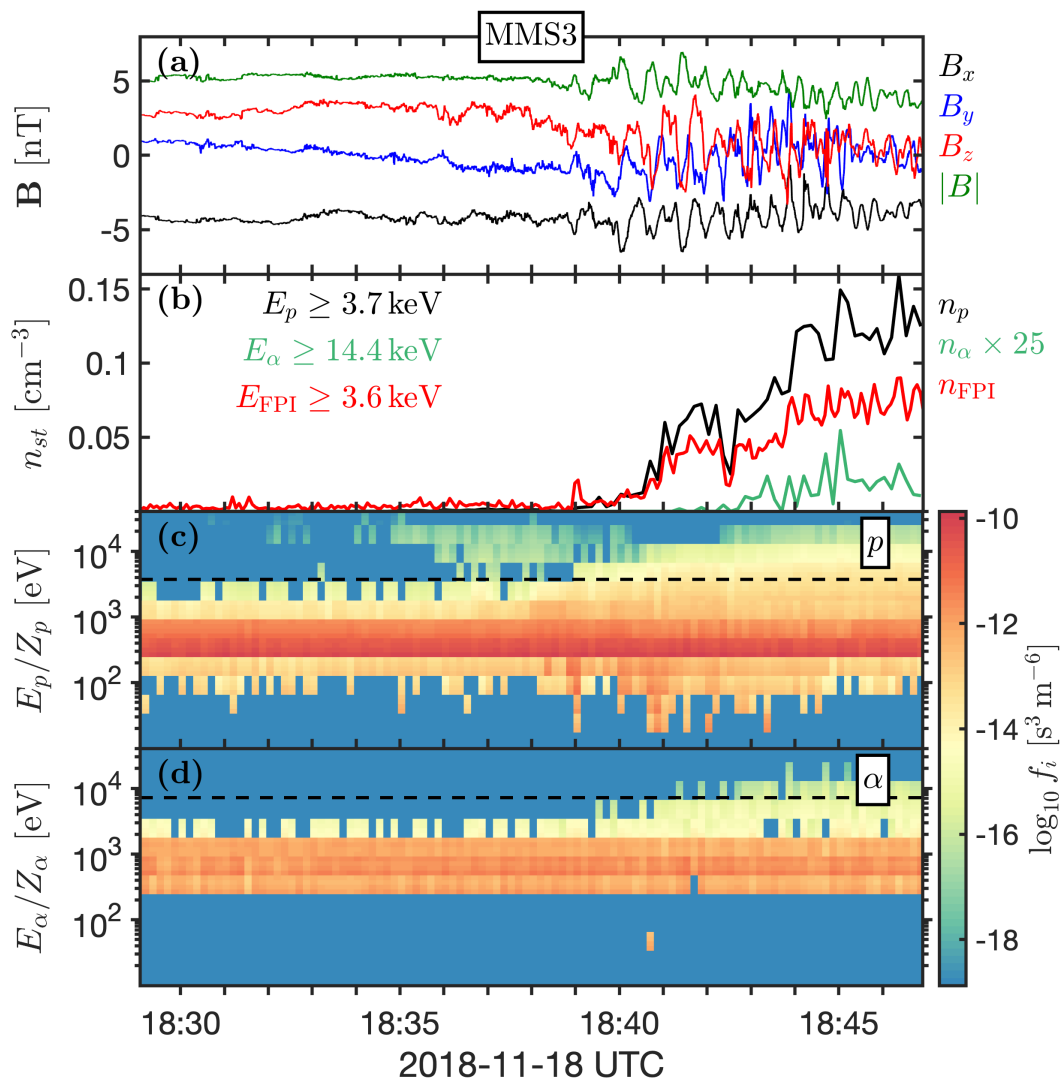 MMS3
(a)
5
0
-5
B [nT]
B_x
B_y
B_z
|B|
(b)
0.15
0.1
0.05
n_st [cm^−3]
E_p ≥ 3.7 keV
E_α ≥ 14.4 keV
E_FPI ≥ 3.6 keV
n_p
n_α × 25
n_FPI
(c)
p
10^4
10^3
10^2
E_p/Z_p [eV]
(d)
α
10^4
10^3
10^2
E_α/Z_α [eV]
-10
-12
-14
-16
-18
log_10 f_i [s^3 m^−6]
18:30 18:35 18:40 18:45
2018-11-18 UTC